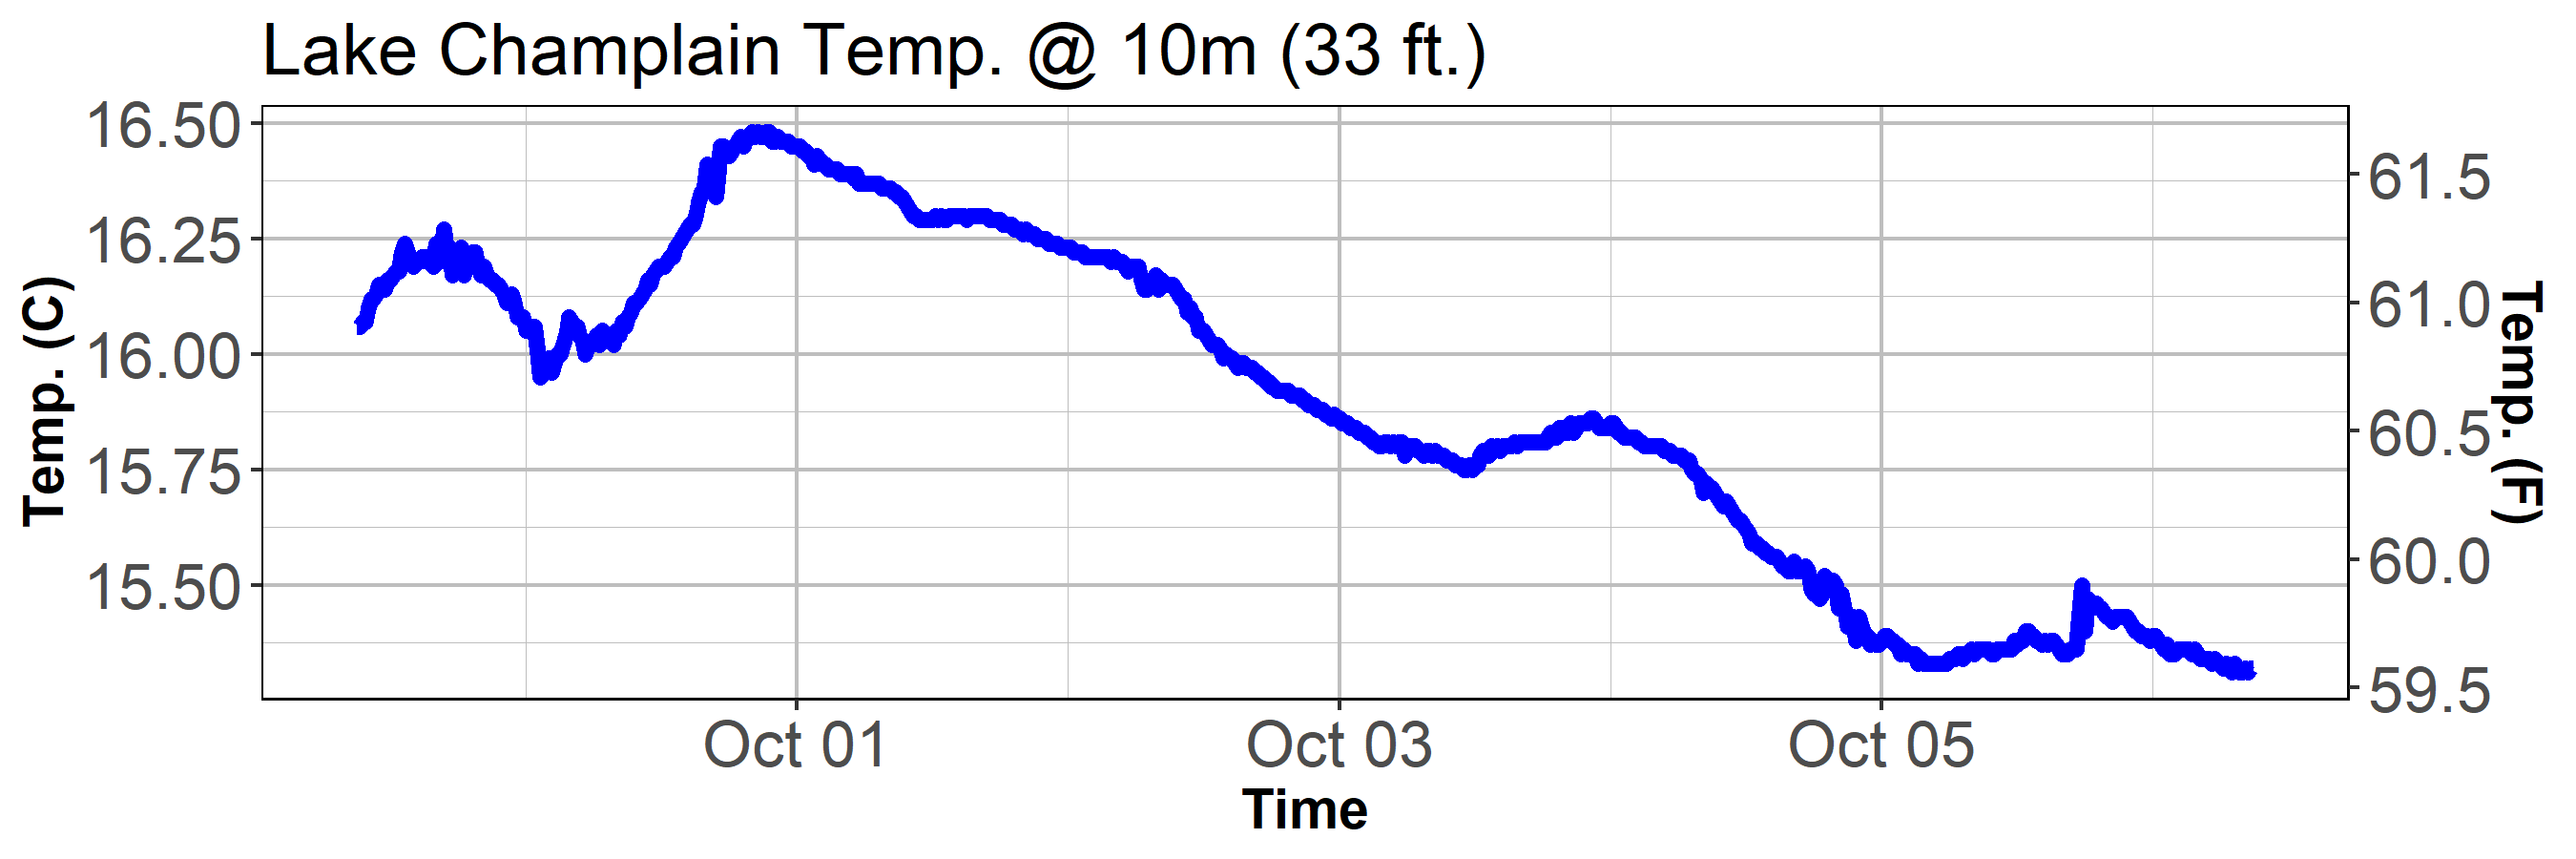 Lake Champlain Temp. @ 10m (33 ft.)
Temp. (C)
16.50
16.25
16.00
15.75
15.50
61.5
61.0
60.5
60.0
59.5
Temp. (F)
Oct 01
Oct 03
Oct 05
Time